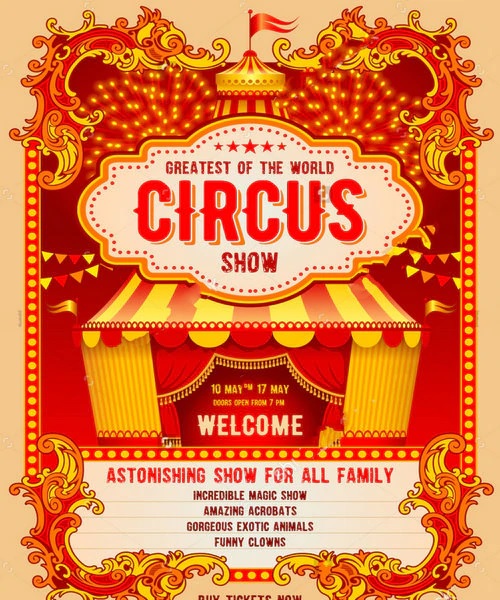 GREATEST OF THE WORLD
CIRCUS
SHOW
10 MAY PM 17 MAY
DOORS OPEN FROM 7 PM
WELCOME
ASTONISHING SHOW FOR ALL FAMILY
INCREDIBLE MAGIC SHOW
AMAZING ACROBATS
GORGEOUS EXOTIC ANIMALS
FUNNY CLOWNS
BUY TICKETS NOW